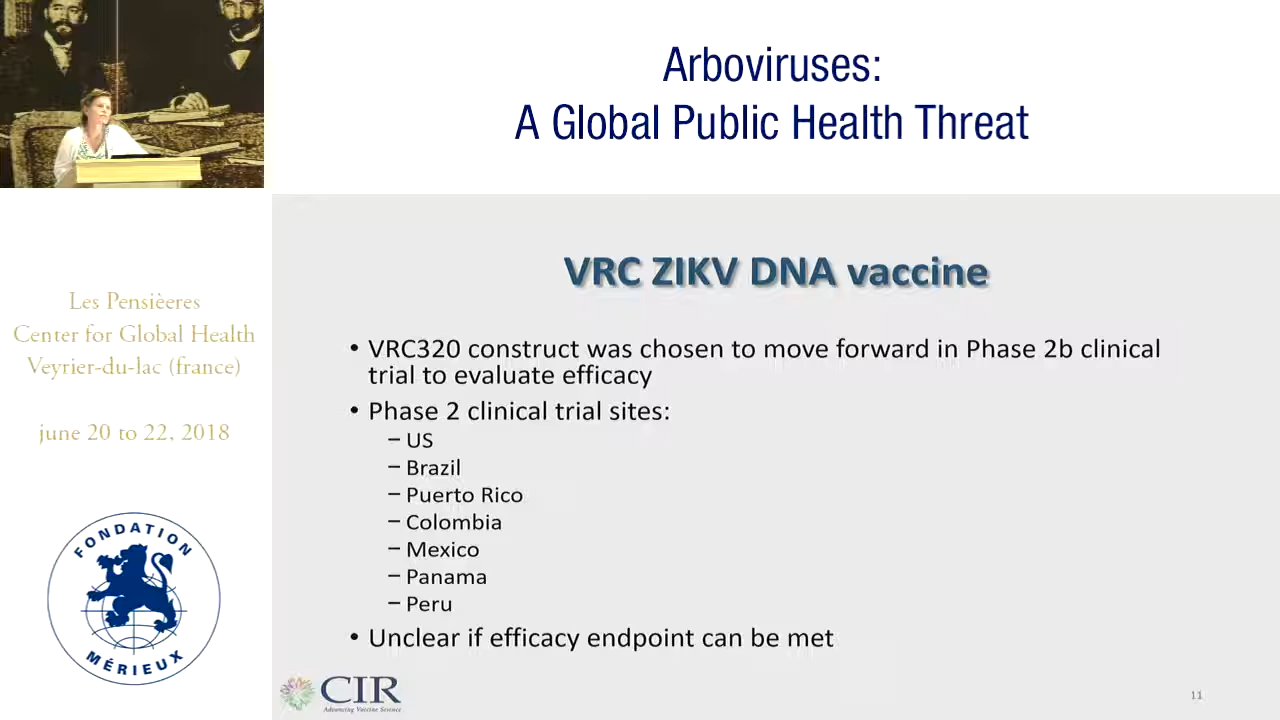 Arboviruses:
A Global Public Health Threat
Les Pensièeres
Center for Global Health
Veyrier-du-lac (france)
june 20 to 22, 2018
FONDATION
MÉRIEUX
VRC ZIKV DNA vaccine
• VRC320 construct was chosen to move forward in Phase 2b clinical
trial to evaluate efficacy
• Phase 2 clinical trial sites:
– US
– Brazil
– Puerto Rico
– Colombia
– Mexico
– Panama
– Peru
• Unclear if efficacy endpoint can be met
CIR
Advancing Vaccine Science
11